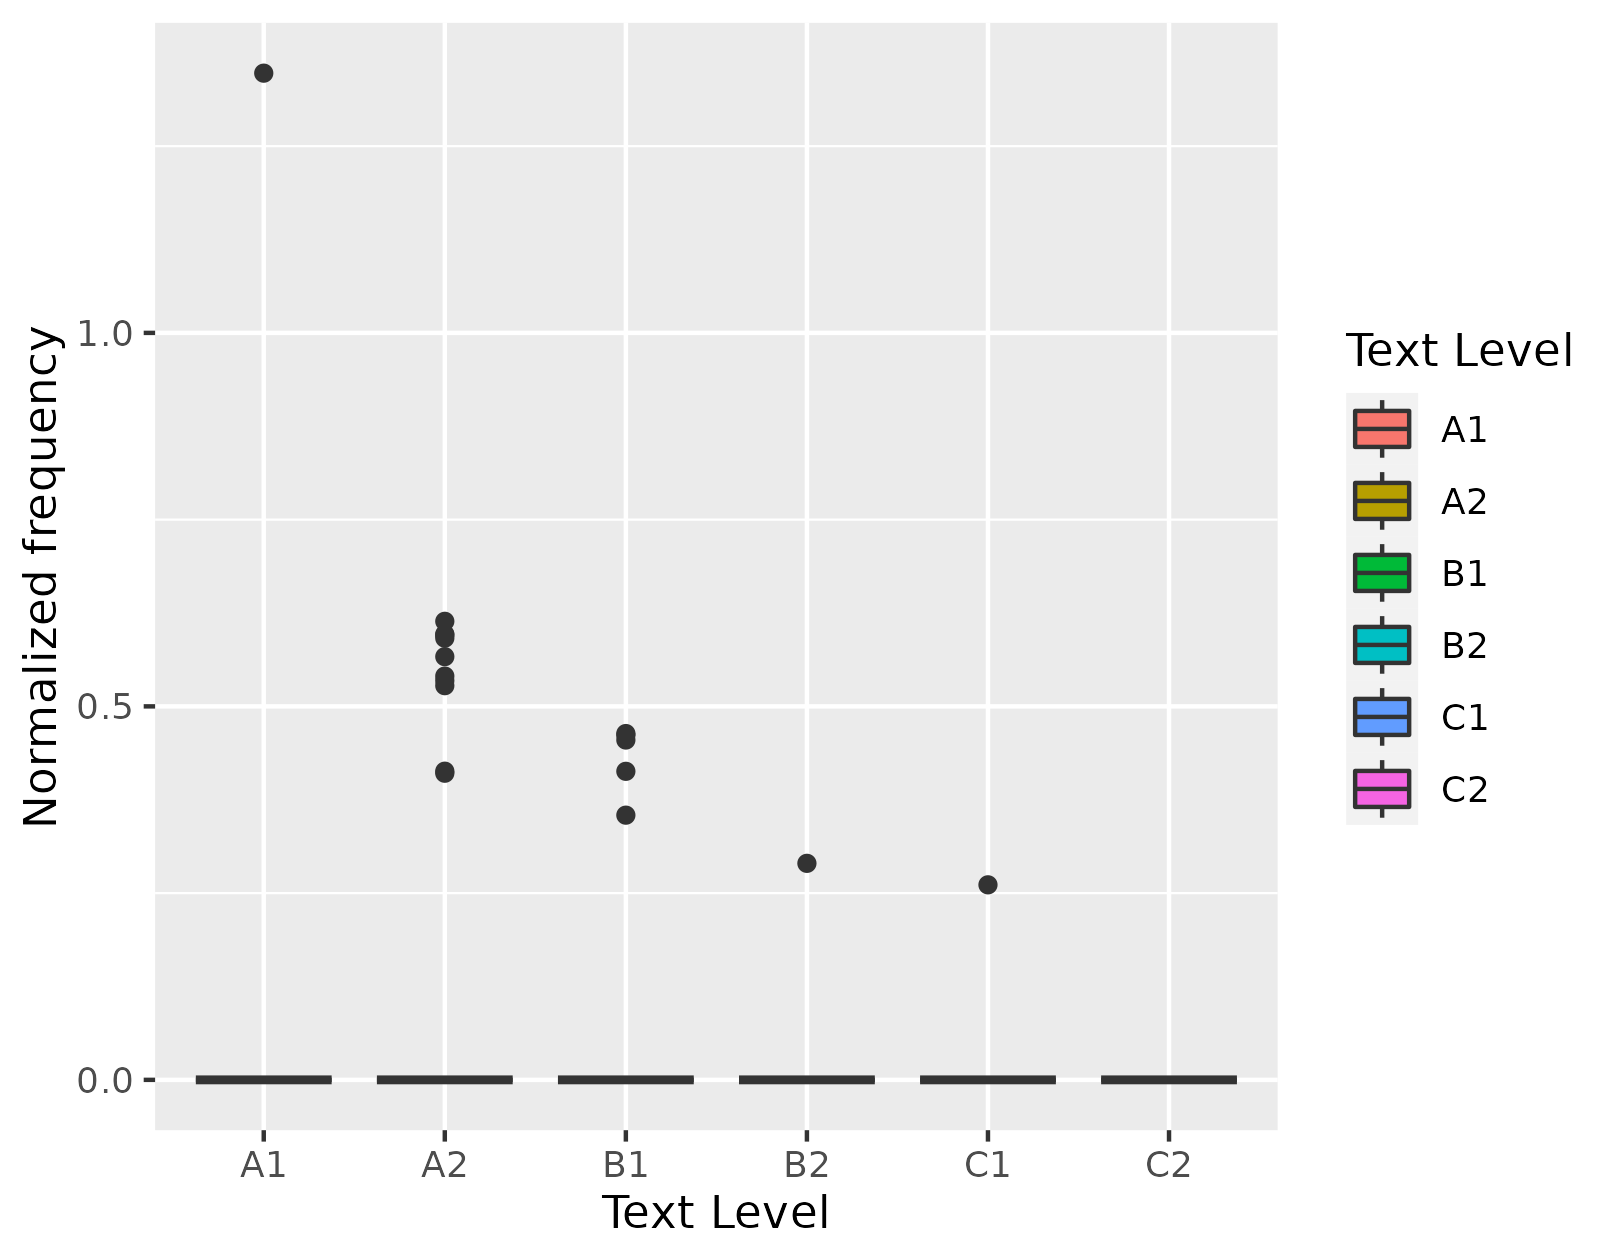 Normalized frequency
1.0
0.5
0.0
A1 A2 B1 B2 C1 C2
Text Level
Text Level
A1
A2
B1
B2
C1
C2